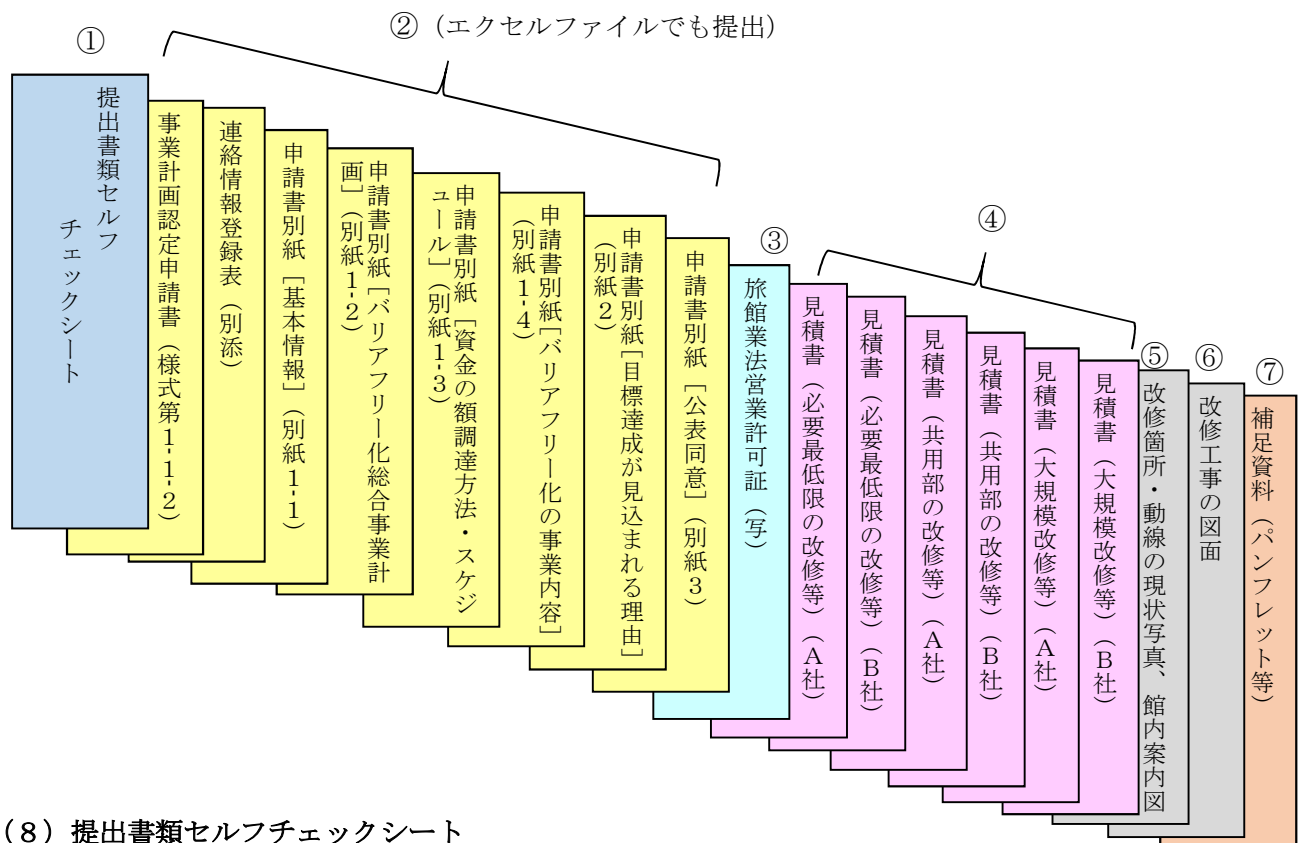 ①
② (エクセルファイルでも提出)
提出書類セルフ
チェックシート
事業計画認定申請書（様式第1-1-2）
連絡情報登録表（別添）
申請書別紙［基本情報］（別紙1-1）
申請書別紙［バリアフリー化総合事業計
画］（別紙1-2）
申請書別紙［資金の額調達方法・スケジ
ュール］（別紙1-3）
申請書別紙［バリアフリー化の事業内容］
（別紙1-4）
申請書別紙［目標達成が見込まれる理由］
（別紙2）
申請書別紙［公表同意］（別紙3）
③
旅館業法営業許可証（写）
④
見積書（必要最低限の改修等）（A社）
見積書（必要最低限の改修等）（B社）
見積書（共用部の改修等）（A社）
見積書（共用部の改修等）（B社）
見積書（大規模改修等）（A社）
見積書（大規模改修等）（B社）
⑤
改修箇所・動線の現状写真、館内案内図
⑥
改修工事の図面
⑦
補足資料（パンフレット等）
（８）提出書類セルフチェックシート